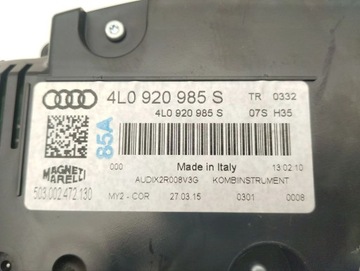 4L0 920 985 S TR 0332
4L0 920 985 S 07S H35
85A
000 Made in Italy 13.02.10
MAGNETI
MARELLI
AUDIX2R008V3G KOMBIINSTRUMENT
503.002.472.130
MY2 - COR 27.03.15 0301 0008